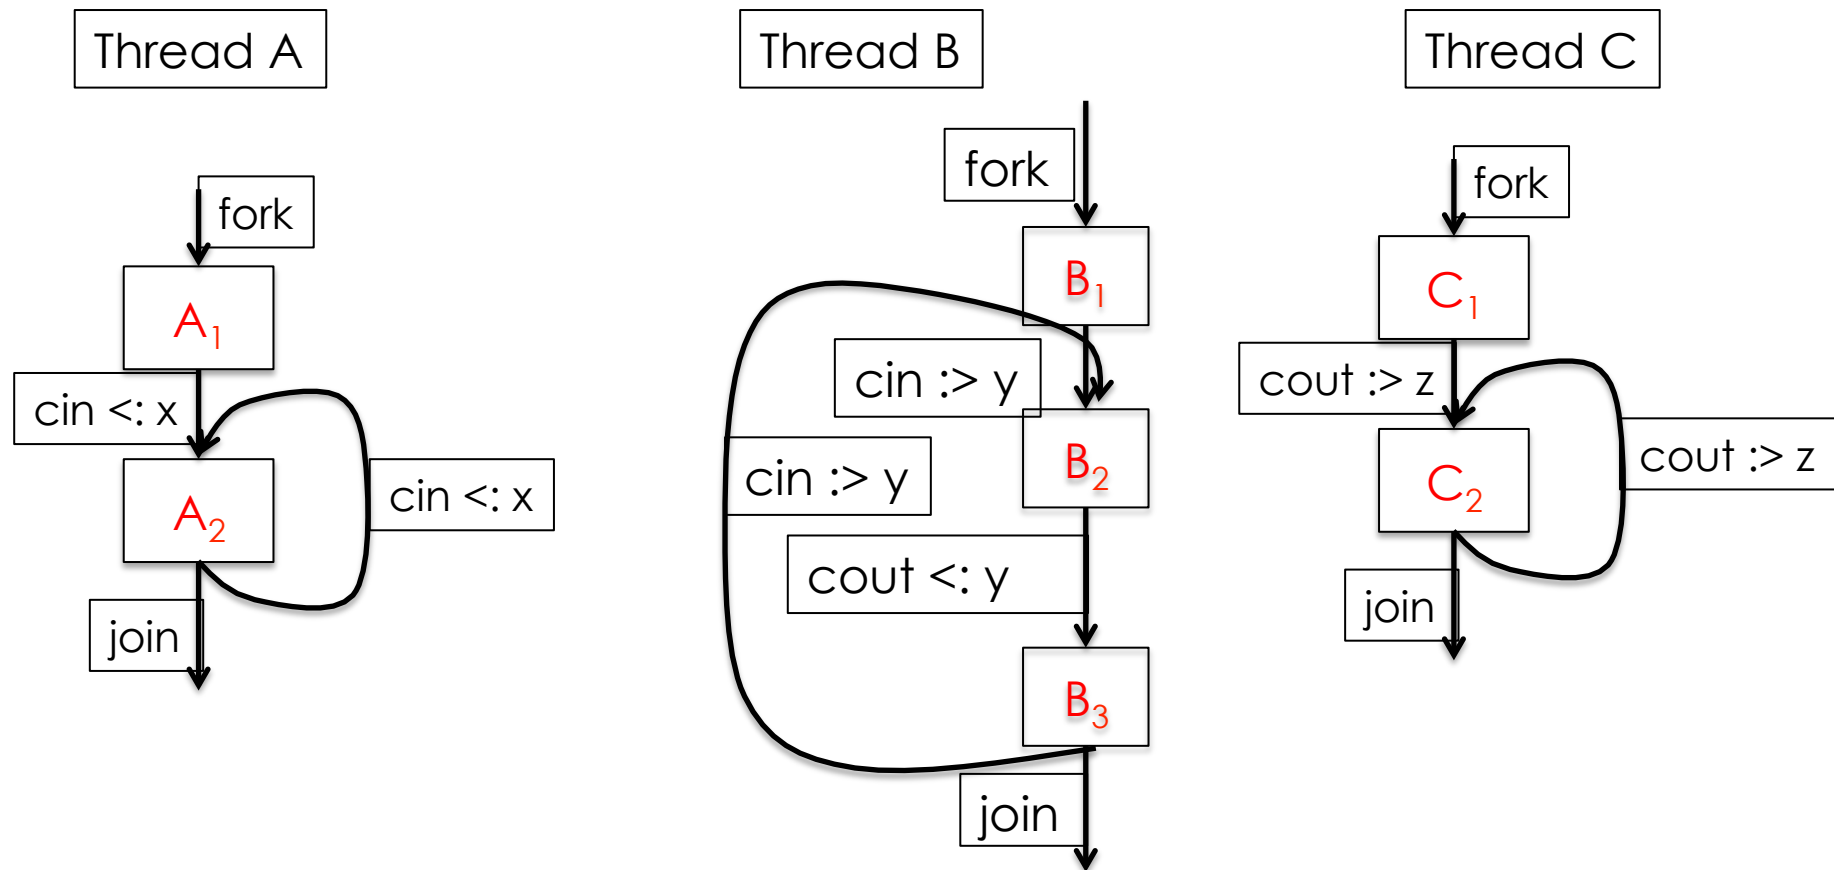 Thread A
fork
A₁
cin <: x
A₂
cin <: x
join
Thread B
fork
B₁
cin :> y
B₂
cin :> y
cout <: y
B₃
join
Thread C
fork
C₁
cout :> z
C₂
cout :> z
join